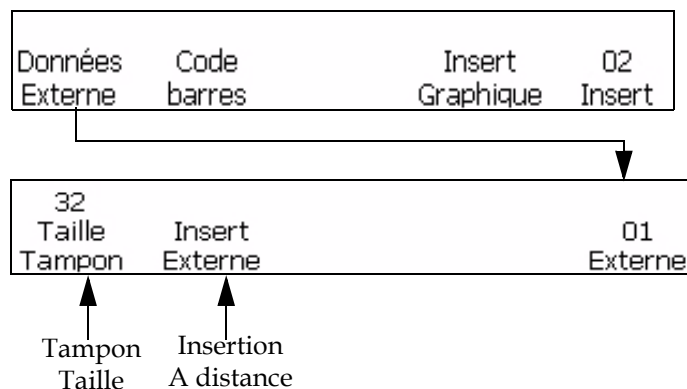 Données Code Insert 02
Externe barres Graphique Insert
32
Taille Insert 01
Tampon Externe Externe
Tampon Insertion
Taille A distance